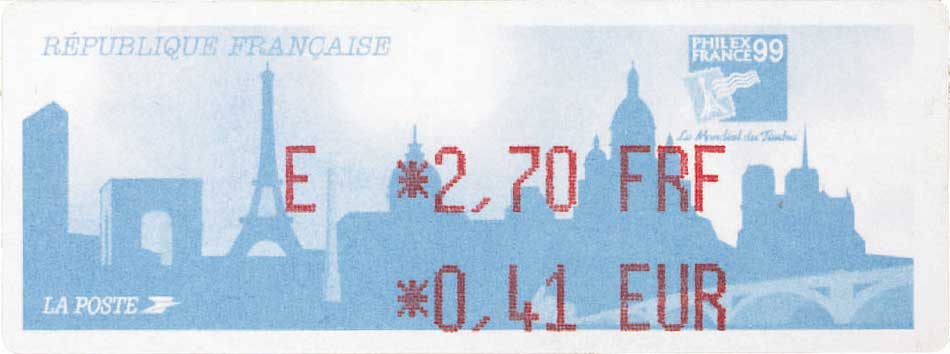 RÉPUBLIQUE FRANÇAISE
PHILEX
FRANCE 99
Le Mondial du Timbre
E *2,70 FRF
*0,41 EUR
LA POSTE